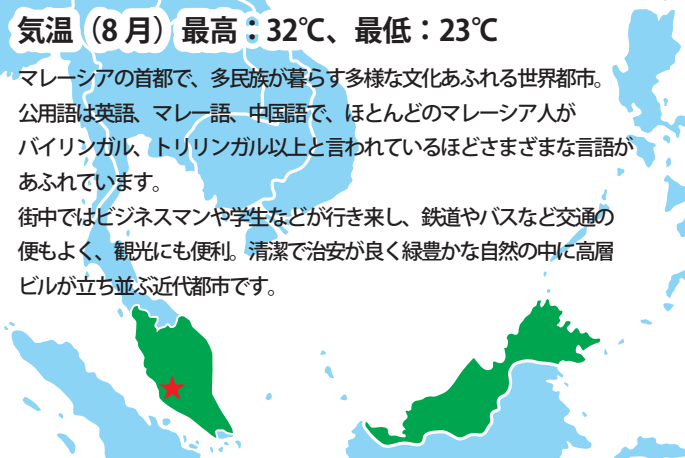 気温（8 月）最高：32℃、最低：23℃
マレーシアの首都で、多民族が暮らす多様な文化あふれる世界都市。
公用語は英語、マレー語、中国語で、ほとんどのマレーシア人が
バイリンガル、トリリンガル以上と言われているほどさまざまな言語が
あふれています。
街中ではビジネスマンや学生などが行き来し、鉄道やバスなど交通の
便もよく、観光にも便利。清潔で治安が良く緑豊かな自然の中に高層
ビルが立ち並ぶ近代都市です。